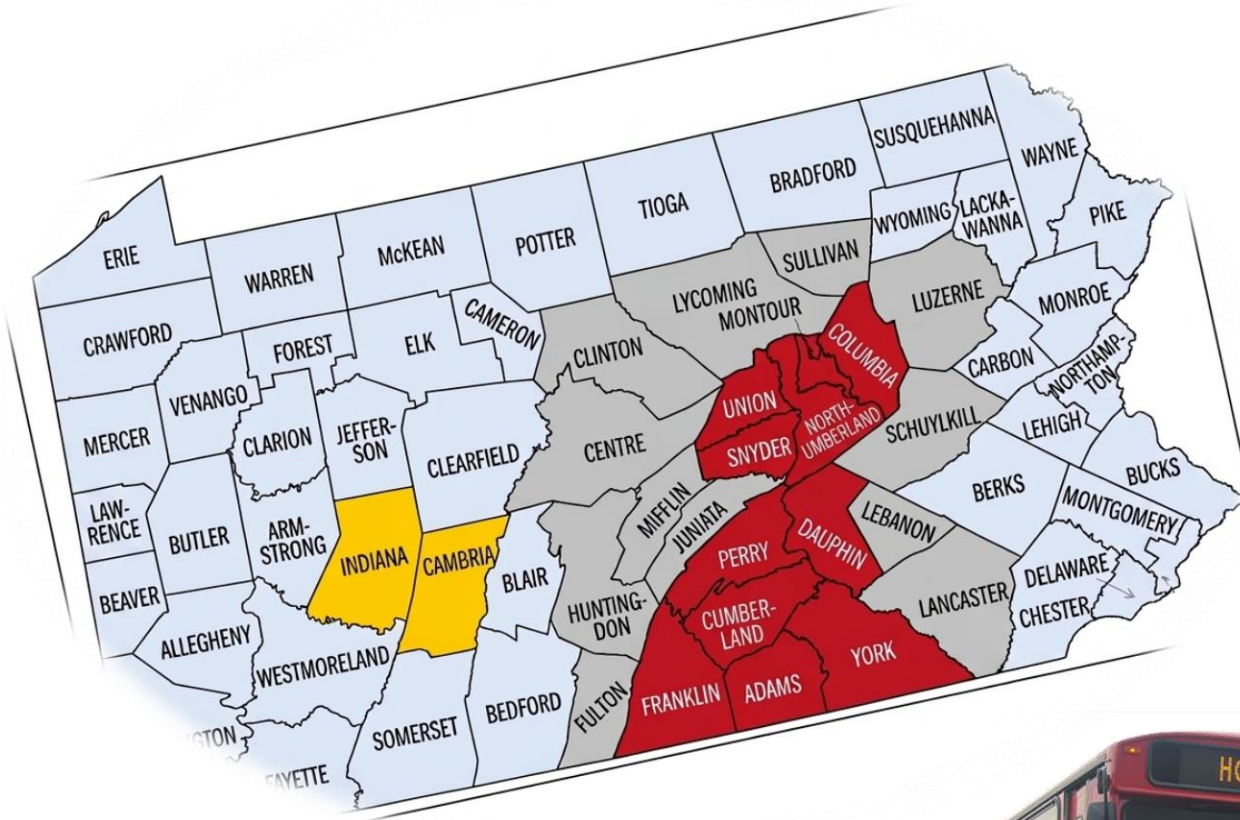 SUSQUEHANNA
WAYNE
BRADFORD
TIOGA
PIKE
WYOMING
LACKA-
WANNA
McKEAN
POTTER
ERIE
WARREN
SULLIVAN
LYCOMING
MONTOUR
LUZERNE
MONROE
CRAWFORD
FOREST
ELK
CAMERON
CLINTON
COLUMBIA
CARBON
NORTHAMP-
TON
VENANGO
MERCER
CLARION
JEFFER-
SON
CLEARFIELD
CENTRE
UNION
SNYDER
NORTH-
UMBERLAND
SCHUYLKILL
LEHIGH
BUCKS
LAW-
RENCE
BUTLER
ARM-
STRONG
INDIANA
CAMBRIA
BLAIR
MIFFLIN
JUNIATA
PERRY
DAUPHIN
LEBANON
BERKS
MONTGOMERY
BEAVER
ALLEGHENY
WESTMORELAND
HUNTING-
DON
CUMBER-
LAND
LANCASTER
DELAWARE
CHESTER
GTON
FAYETTE
SOMERSET
BEDFORD
FULTON
FRANKLIN
ADAMS
YORK
HO